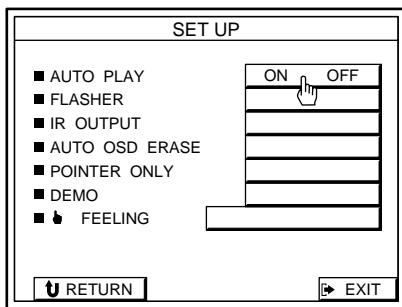 SET UP
AUTO PLAY ON OFF
FLASHER
IR OUTPUT
AUTO OSD ERASE
POINTER ONLY
DEMO
FEELING
RETURN EXIT